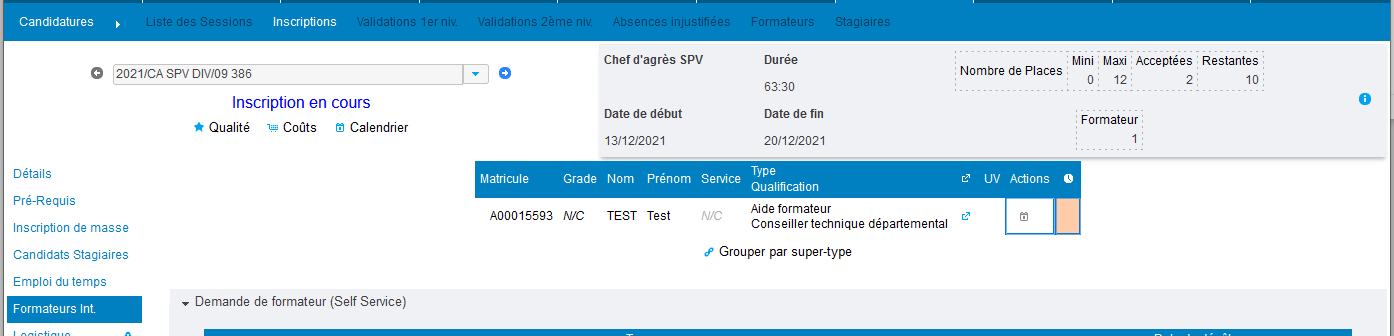 Candidatures Liste des Sessions Inscriptions Validations 1er niv. Validations 2ème niv. Absences injustifiées Formateurs Stagiaires
2021/CA SPV DIV/09 386
Inscription en cours
Qualité Coûts Calendrier
Chef d'agrès SPV Durée
63:30
Date de début Date de fin
13/12/2021 20/12/2021
Nombre de Places Mini Maxi Acceptées Restantes
0 12 2 10
Formateur
1
Détails
Pré-Requis
Inscription de masse
Candidats Stagiaires
Emploi du temps
Formateurs Int.
Logistique
Matricule Grade Nom Prénom Service Type Qualification UV Actions
A00015593 N/C TEST Test N/C Aide formateur
Conseiller technique départemental
Grouper par super-type
Demande de formateur (Self Service)